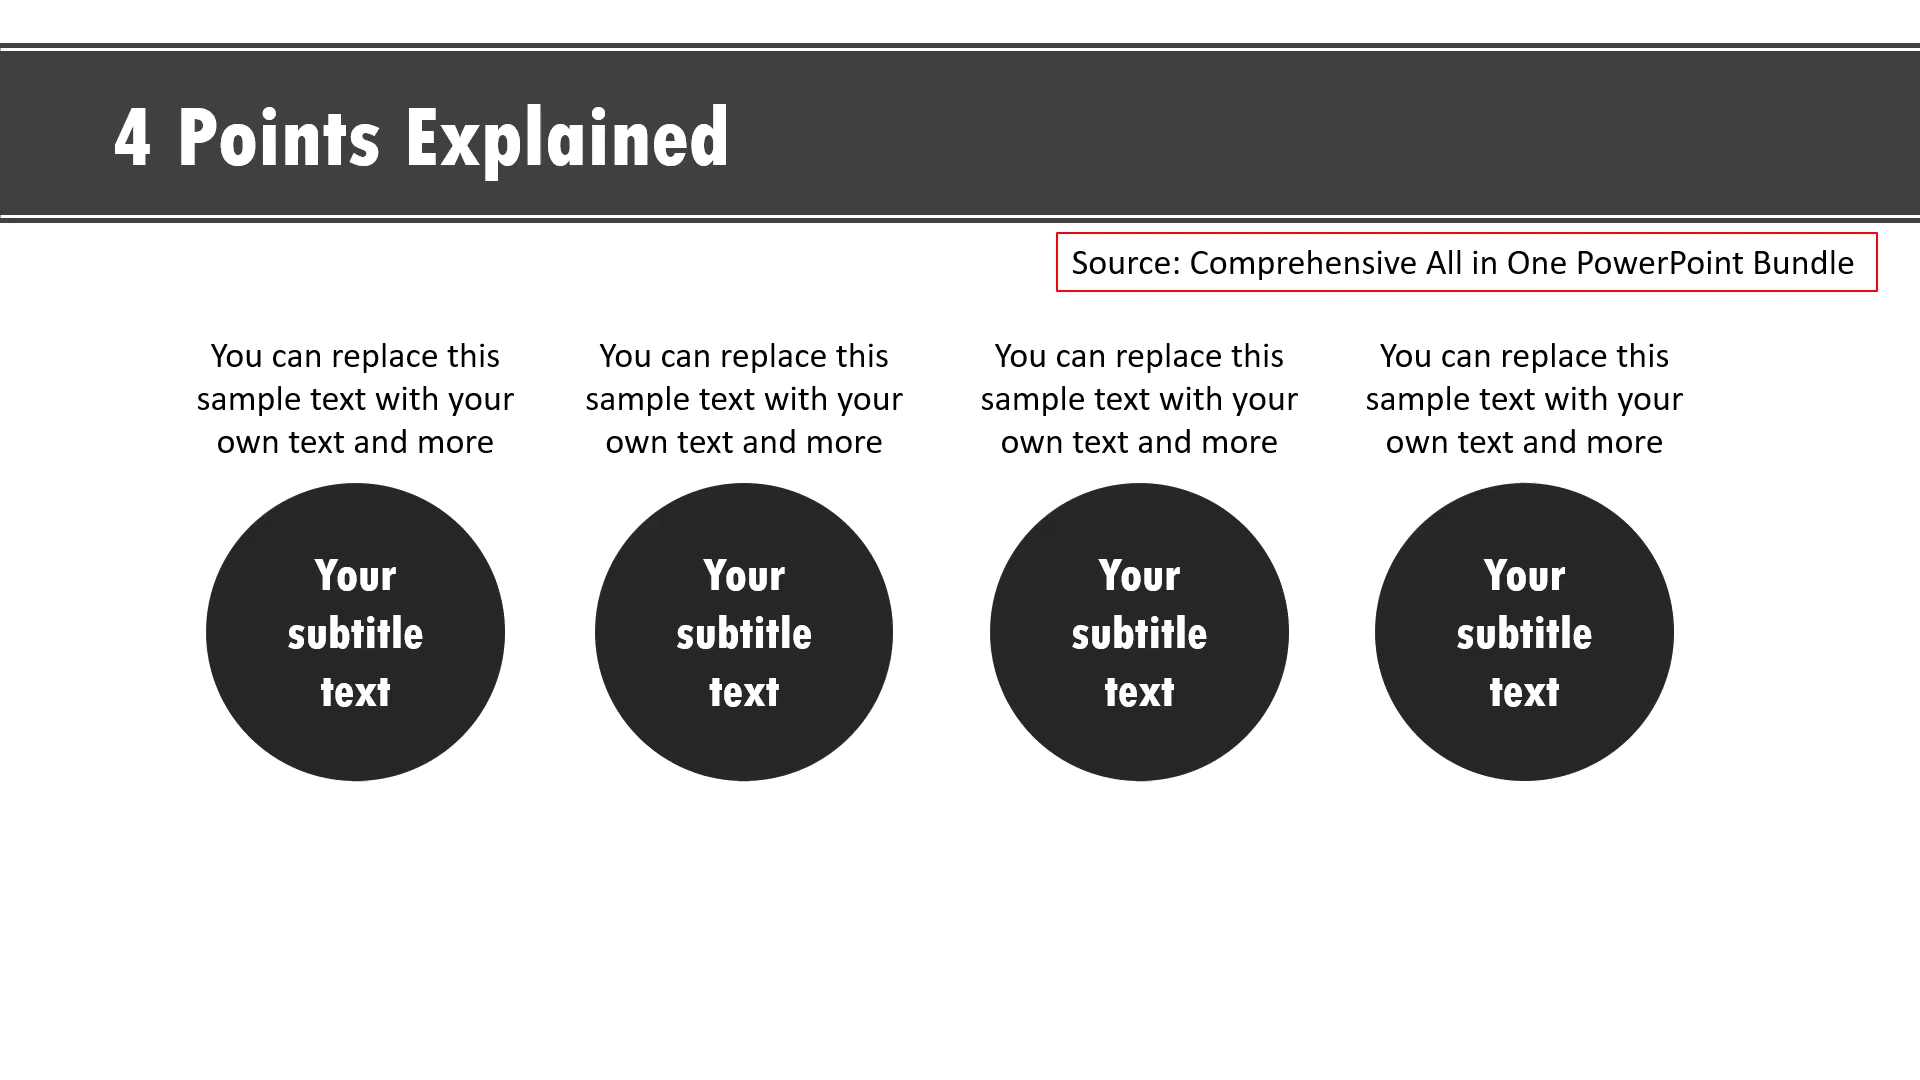 4 Points Explained
Source: Comprehensive All in One PowerPoint Bundle
You can replace this
sample text with your
own text and more
You can replace this
sample text with your
own text and more
You can replace this
sample text with your
own text and more
You can replace this
sample text with your
own text and more
Your
subtitle
text
Your
subtitle
text
Your
subtitle
text
Your
subtitle
text